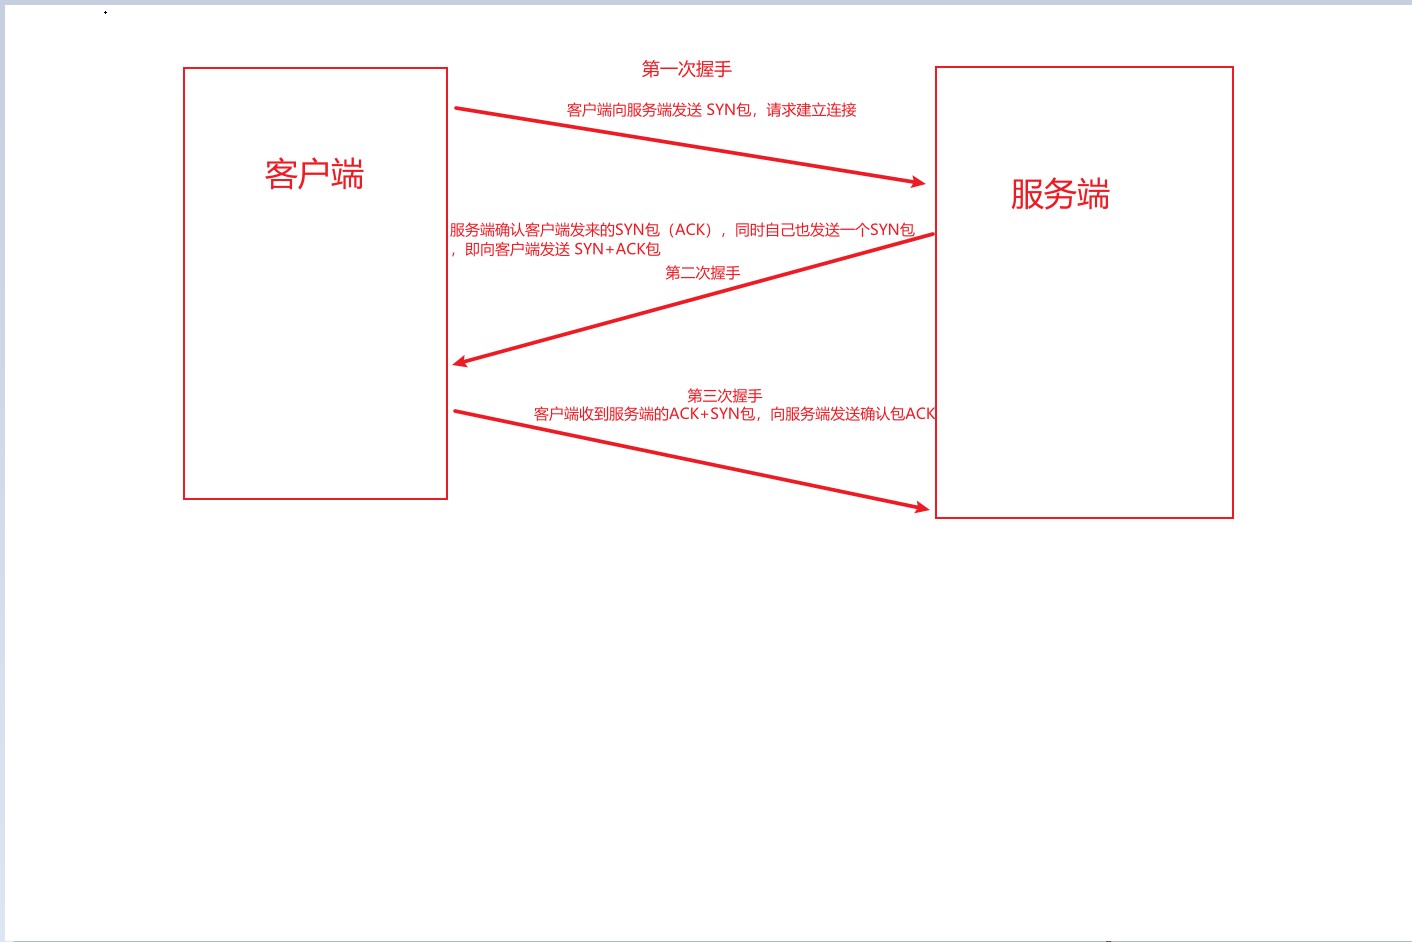 第一次握手
客户端向服务端发送 SYN包，请求建立连接
客户端
服务端
服务端确认客户端发来的SYN包（ACK），同时自己也发送一个SYN包
，即向客户端发送 SYN+ACK包
第二次握手
第三次握手
客户端收到服务端的ACK+SYN包，向服务端发送确认包ACK